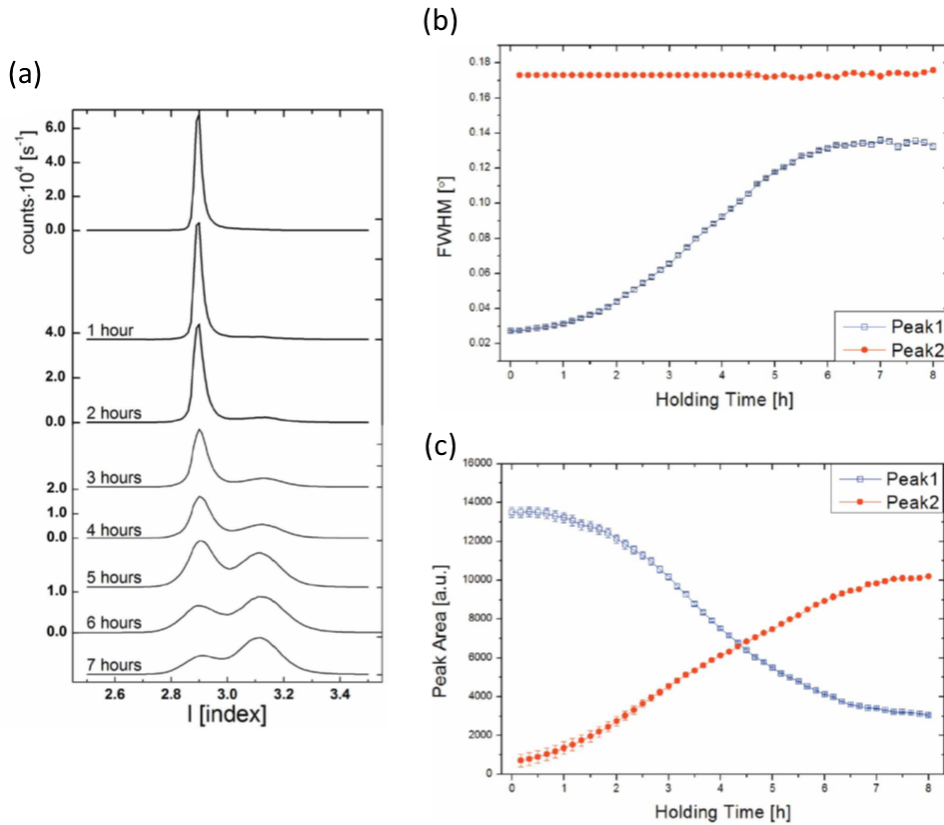 (a)
counts·10⁴ [s⁻¹]
6.0
4.0
2.0
0.0
1 hour
4.0
2.0
2 hours
0.0
3 hours
2.0
1.0
4 hours
0.0
5 hours
1.0
6 hours
0.0
7 hours
2.6 2.8 3.0 3.2 3.4
l [index]
(b)
FWHM [°]
0.18
0.16
0.14
0.12
0.10
0.08
0.06
0.04
0.02
Peak1
Peak2
0 1 2 3 4 5 6 7 8
Holding Time [h]
(c)
Peak Area [a.u.]
16000
14000
12000
10000
8000
6000
4000
2000
0
Peak1
Peak2
0 1 2 3 4 5 6 7 8
Holding Time [h]